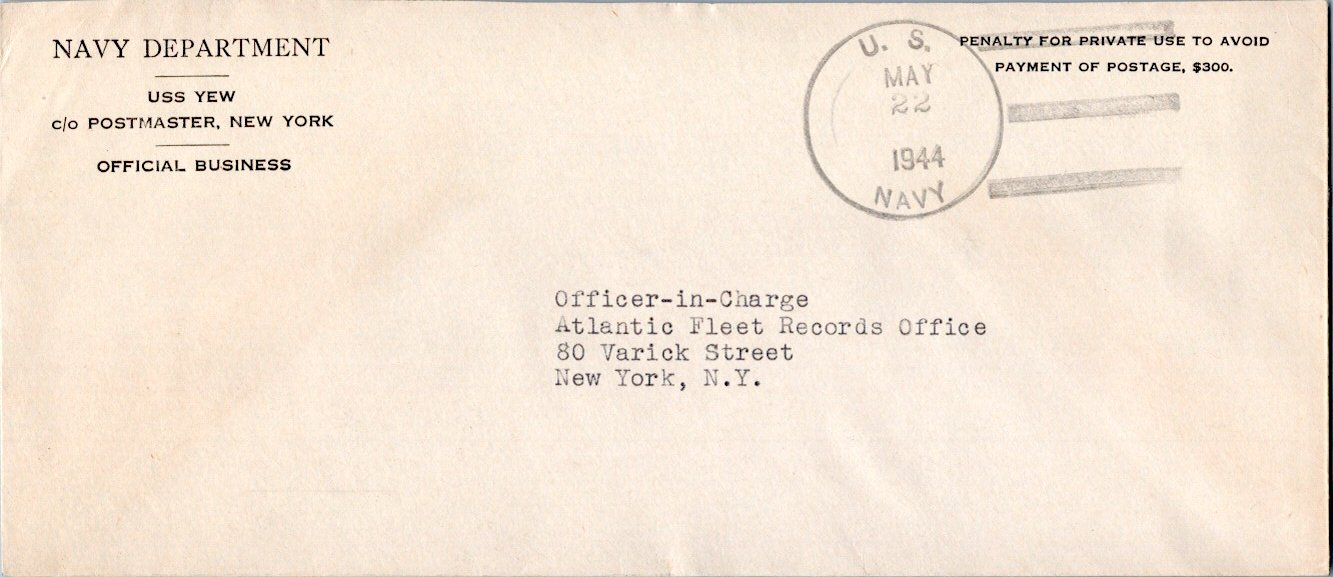 NAVY DEPARTMENT
USS YEW
c/o POSTMASTER, NEW YORK
OFFICIAL BUSINESS
U. S.
MAY
22
1944
NAVY
PENALTY FOR PRIVATE USE TO AVOID
PAYMENT OF POSTAGE, $300.
Officer-in-Charge
Atlantic Fleet Records Office
80 Varick Street
New York, N.Y.